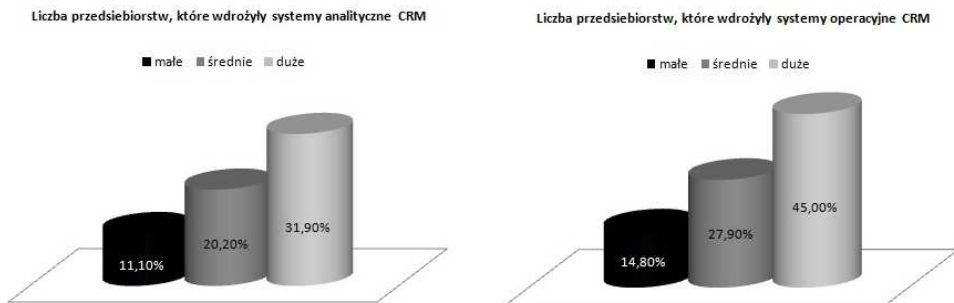 Liczba przedsiebiorstw, które wdrożyły systemy analityczne CRM
małe średnie duże
11,10%
20,20%
31,90%
Liczba przedsiebiorstw, które wdrożyły systemy operacyjne CRM
małe średnie duże
14,80%
27,90%
45,00%